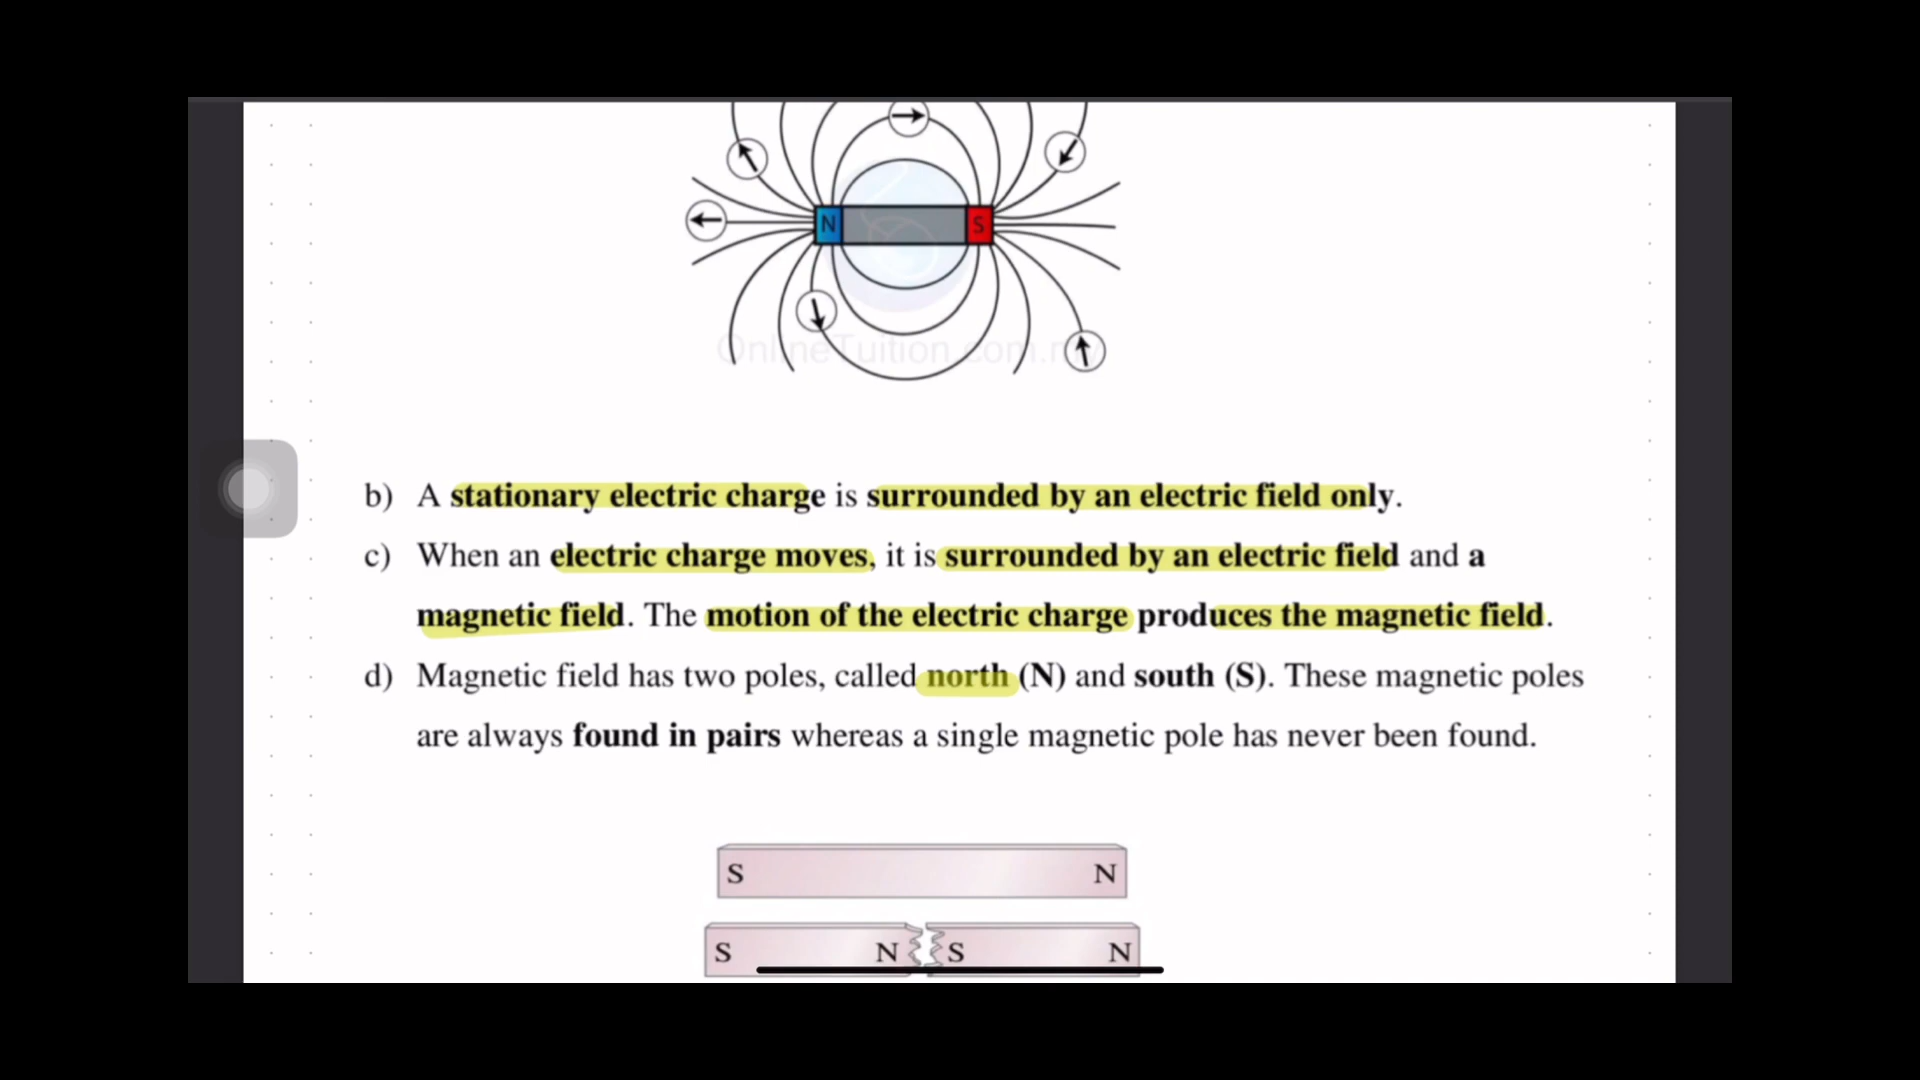 N S
OnlineTuition.com.m
b) A stationary electric charge is surrounded by an electric field only.
c) When an electric charge moves, it is surrounded by an electric field and a
magnetic field. The motion of the electric charge produces the magnetic field.
d) Magnetic field has two poles, called north (N) and south (S). These magnetic poles
are always found in pairs whereas a single magnetic pole has never been found.
S N
S N S N